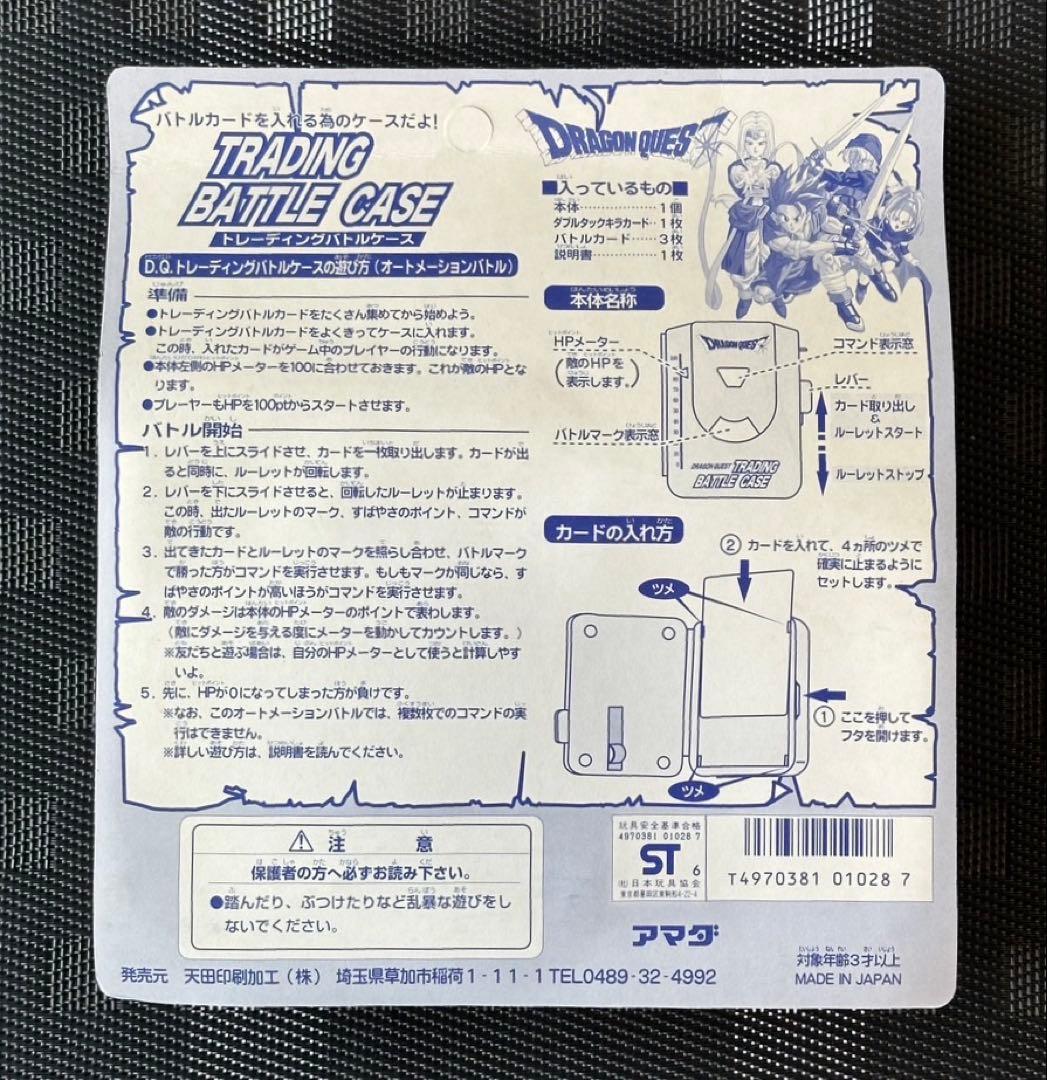 バトルカードを入れる為のケースだよ!
TRADING
BATTLE CASE
トレーディングバトルケース
D.Q.トレーディングバトルケースの遊び方(オートメーションバトル)
準備
●トレーディングバトルカードをたくさん集めてから始めよう。
●トレーディングバトルカードをよくきってケースに入れます。
この時、入れたカードがゲーム中のプレイヤーの行動になります。
●本体左側のHPメーターを100に合わせておきます。これが敵のHPとな
ります。
●プレーヤーもHPを100ptからスタートさせます。
バトル開始
1. レバーを上にスライドさせ、カードを一枚取り出します。カードが出
ると同時に、ルーレットが回転します。
2. レバーを下にスライドさせると、回転したルーレットが止まります。
この時、出たルーレットのマーク、すばやさのポイント、コマンドが
敵の行動です。
3. 出てきたカードとルーレットのマークを照らし合わせ、バトルマーク
で勝った方がコマンドを実行させます。もしもマークが同じなら、す
ばやさのポイントが高いほうがコマンドを実行させます。
4. 敵のダメージは本体のHPメーターのポイントで表わします。
(敵にダメージを与える度にメーターを動かしてカウントします。)
※友だちと遊ぶ場合は、自分のHPメーターとして使うと計算しやす
いよ。
5. 先に、HPが0になってしまった方が負けです。
※なお、このオートメーションバトルでは、複数枚でのコマンドの実
行はできません。
※詳しい遊び方は、説明書を読んでください。
DRAGON QUEST
■入っているもの■
本体……………1個
ダブルタックキラカード‥1枚
バトルカード……3枚
説明書……………1枚
本体名称
HPメーター
(敵のHPを
表示します。)
バトルマーク表示窓
DRAGON QUEST
DRAGON QUEST TRADING
BATTLE CASE
コマンド表示窓
レバー
カード取り出し
&
ルーレットスタート
ルーレットストップ
カードの入れ方
② カードを入れて、4ヵ所のツメで
確実に止まるように
セットします。
ツメ
① ここを押して
フタを開けます。
ツメ
⚠ 注意
保護者の方へ必ずお読み下さい。
●踏んだり、ぶつけたりなど乱暴な遊びをし
ないでください。
玩具安全基準合格
4970381 01028 7
ST 6
(社)日本玩具協会
東京都墨田区東駒形4-22-4
T4970381 01028 7
アマダ
対象年齢3才以上
MADE IN JAPAN
発売元 天田印刷加工(株) 埼玉県草加市稲荷1-11-1 TEL0489-32-4992